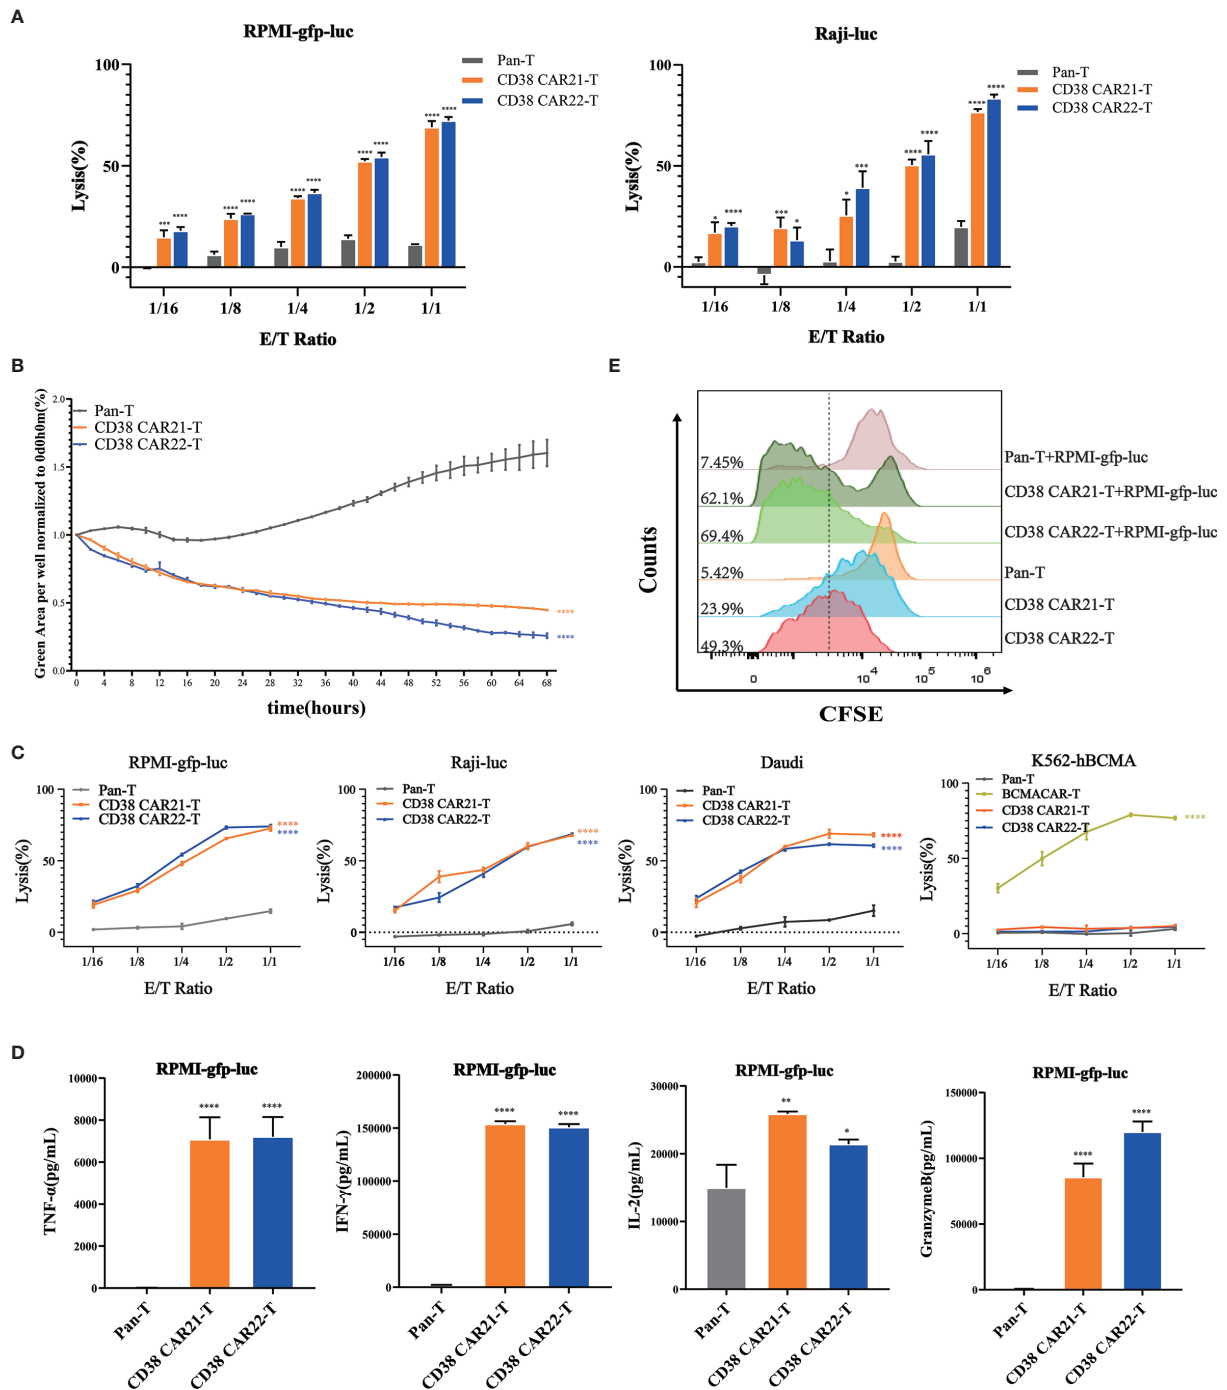 A
RPMI-gfp-luc
Pan-T
CD38 CAR21-T
CD38 CAR22-T
Lysis(%)
100
50
0
*** **** **** **** **** **** **** **** **** ****
1/16 1/8 1/4 1/2 1/1
E/T Ratio
Raji-luc
Pan-T
CD38 CAR21-T
CD38 CAR22-T
Lysis(%)
100
50
0
* **** *** * * *** **** **** **** ****
1/16 1/8 1/4 1/2 1/1
E/T Ratio
B
Green Area per well normalized to 0d0h0m(%)
2.0
1.5
1.0
0.5
0.0
Pan-T
CD38 CAR21-T
CD38 CAR22-T
****
****
0 4 8 12 16 20 24 28 32 36 40 44 48 52 56 60 64 68
time(hours)
E
Counts
7.45% Pan-T+RPMI-gfp-luc
62.1% CD38 CAR21-T+RPMI-gfp-luc
69.4% CD38 CAR22-T+RPMI-gfp-luc
5.42% Pan-T
23.9% CD38 CAR21-T
49.3% CD38 CAR22-T
0 10^4 10^5 10^6
CFSE
C
RPMI-gfp-luc
Pan-T
CD38 CAR21-T
CD38 CAR22-T
Lysis(%)
100
50
0
****
****
1/16 1/8 1/4 1/2 1/1
E/T Ratio
Raji-luc
Pan-T
CD38 CAR21-T
CD38 CAR22-T
Lysis(%)
100
50
0
****
****
1/16 1/8 1/4 1/2 1/1
E/T Ratio
Daudi
Pan-T
CD38 CAR21-T
CD38 CAR22-T
Lysis(%)
100
50
0
****
****
1/16 1/8 1/4 1/2 1/1
E/T Ratio
K562-hBCMA
Pan-T
BCMACAR-T
CD38 CAR21-T
CD38 CAR22-T
Lysis(%)
100
50
0
****
1/16 1/8 1/4 1/2 1/1
E/T Ratio
D
RPMI-gfp-luc
TNF-α(pg/mL)
10000
8000
6000
4000
2000
0
**** ****
Pan-T CD38 CAR21-T CD38 CAR22-T
RPMI-gfp-luc
IFN-γ(pg/mL)
200000
150000
100000
50000
0
**** ****
Pan-T CD38 CAR21-T CD38 CAR22-T
RPMI-gfp-luc
IL-2(pg/mL)
30000
20000
10000
0
** *
Pan-T CD38 CAR21-T CD38 CAR22-T
RPMI-gfp-luc
GranzymeB(pg/mL)
150000
100000
50000
0
**** ****
Pan-T CD38 CAR21-T CD38 CAR22-T